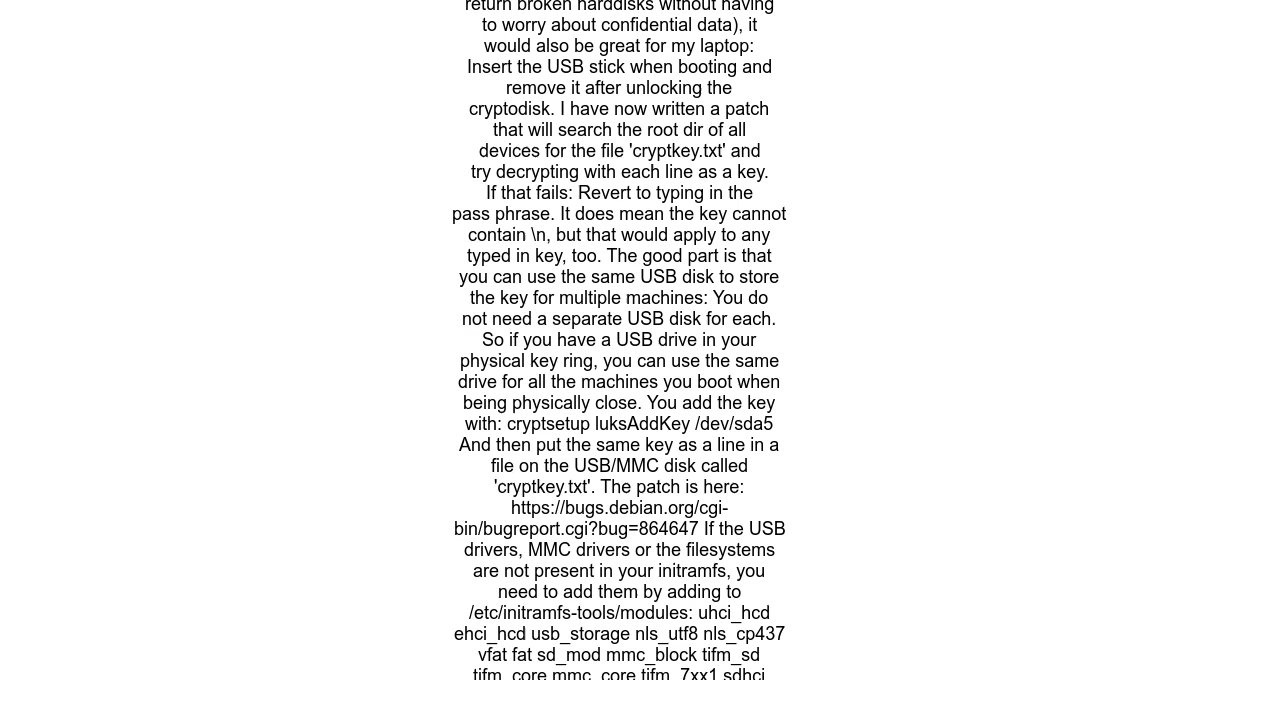 return broken harddisks without having
to worry about confidential data), it
would also be great for my laptop:
Insert the USB stick when booting and
remove it after unlocking the
cryptodisk. I have now written a patch
that will search the root dir of all
devices for the file 'cryptkey.txt' and
try decrypting with each line as a key.
If that fails: Revert to typing in the
pass phrase. It does mean the key cannot
contain \n, but that would apply to any
typed in key, too. The good part is that
you can use the same USB disk to store
the key for multiple machines: You do
not need a separate USB disk for each.
So if you have a USB drive in your
physical key ring, you can use the same
drive for all the machines you boot when
being physically close. You add the key
with: cryptsetup luksAddKey /dev/sda5
And then put the same key as a line in a
file on the USB/MMC disk called
'cryptkey.txt'. The patch is here:
https://bugs.debian.org/cgi-
bin/bugreport.cgi?bug=864647 If the USB
drivers, MMC drivers or the filesystems
are not present in your initramfs, you
need to add them by adding to
/etc/initramfs-tools/modules: uhci_hcd
ehci_hcd usb_storage nls_utf8 nls_cp437
vfat fat sd_mod mmc_block tifm_sd
tifm_core mmc_core tifm_7xx1 sdhci